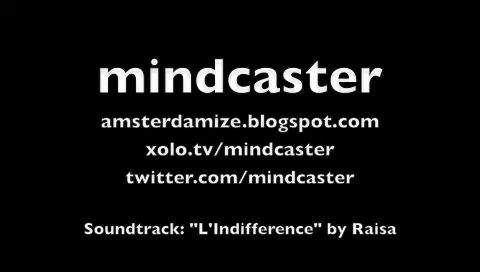 mindcaster
amsterdamize.blogspot.com
xolo.tv/mindcaster
twitter.com/mindcaster
Soundtrack: "L'Indifference" by Raisa